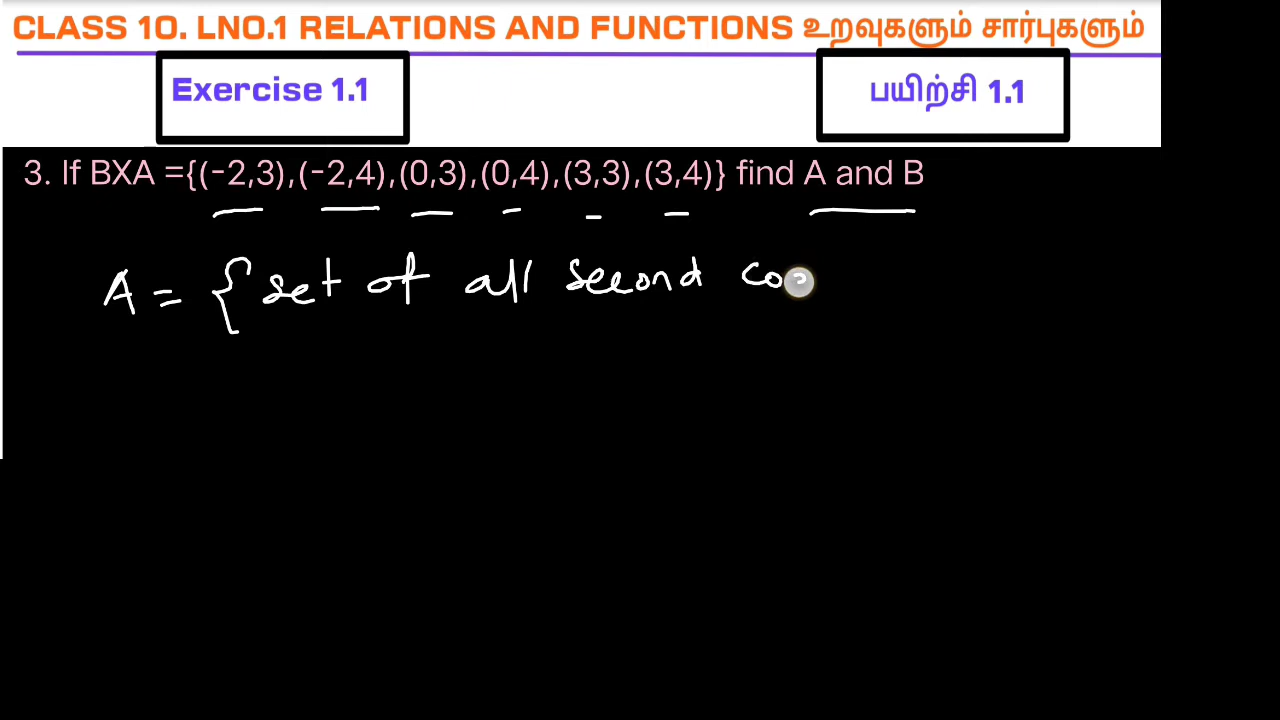 CLASS 10. LNO.1 RELATIONS AND FUNCTIONS உறவுகளும் சார்புகளும்
Exercise 1.1
பயிற்சி 1.1
3. If BXA ={(-2,3),(-2,4),(0,3),(0,4),(3,3),(3,4)} find A and B
A = { set of all second co